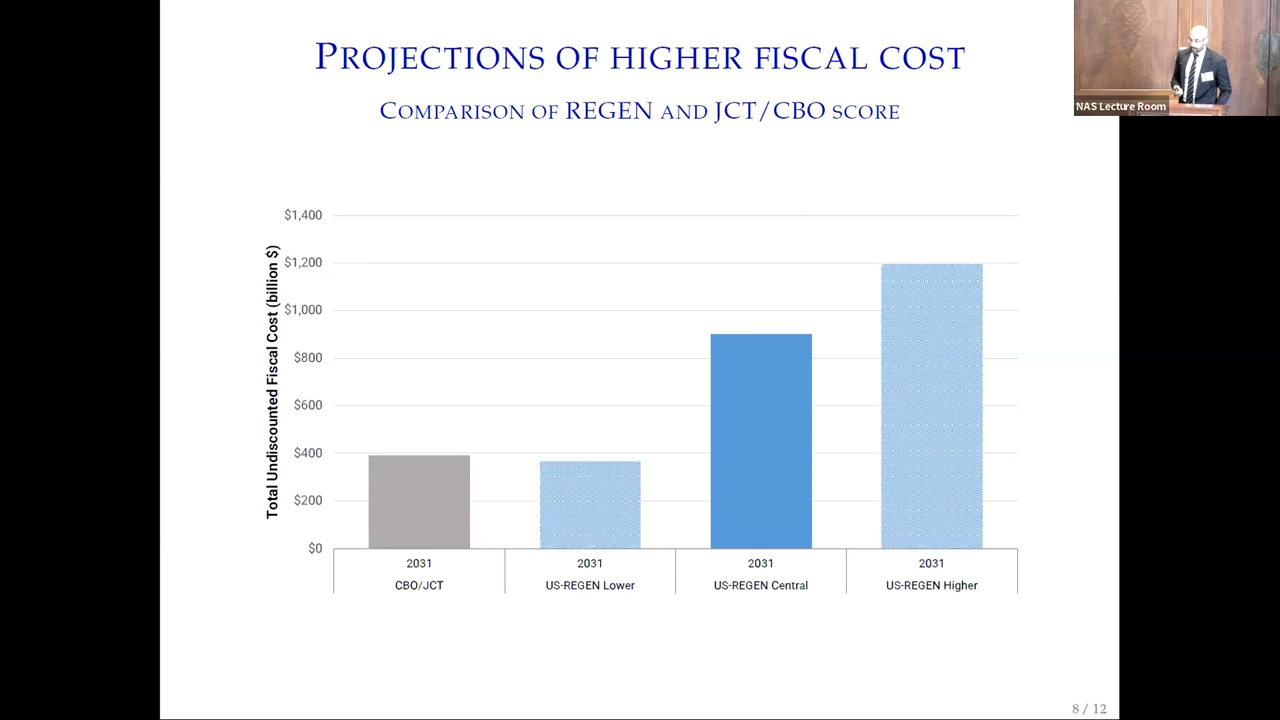 PROJECTIONS OF HIGHER FISCAL COST
COMPARISON OF REGEN AND JCT/CBO SCORE
NAS Lecture Room
Total Undiscounted Fiscal Cost (billion $)
$1,400
$1,200
$1,000
$800
$600
$400
$200
$0
2031 2031 2031 2031
CBO/JCT US-REGEN Lower US-REGEN Central US-REGEN Higher
8 / 12